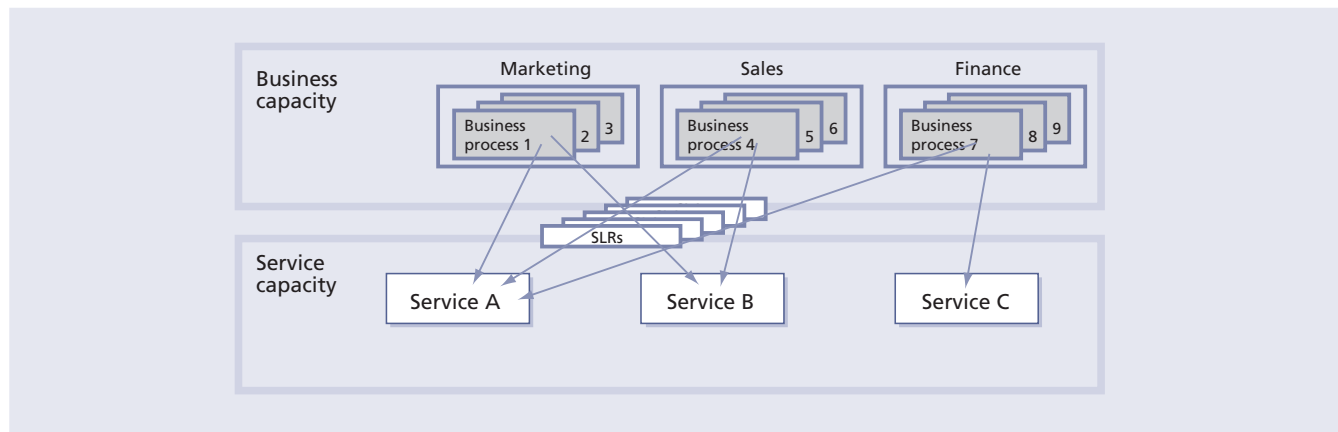 Business
capacity
Marketing
Sales
Finance
Business
process 1
2
3
Business
process 4
5
6
Business
process 7
8
9
SLRs
Service
capacity
Service A
Service B
Service C